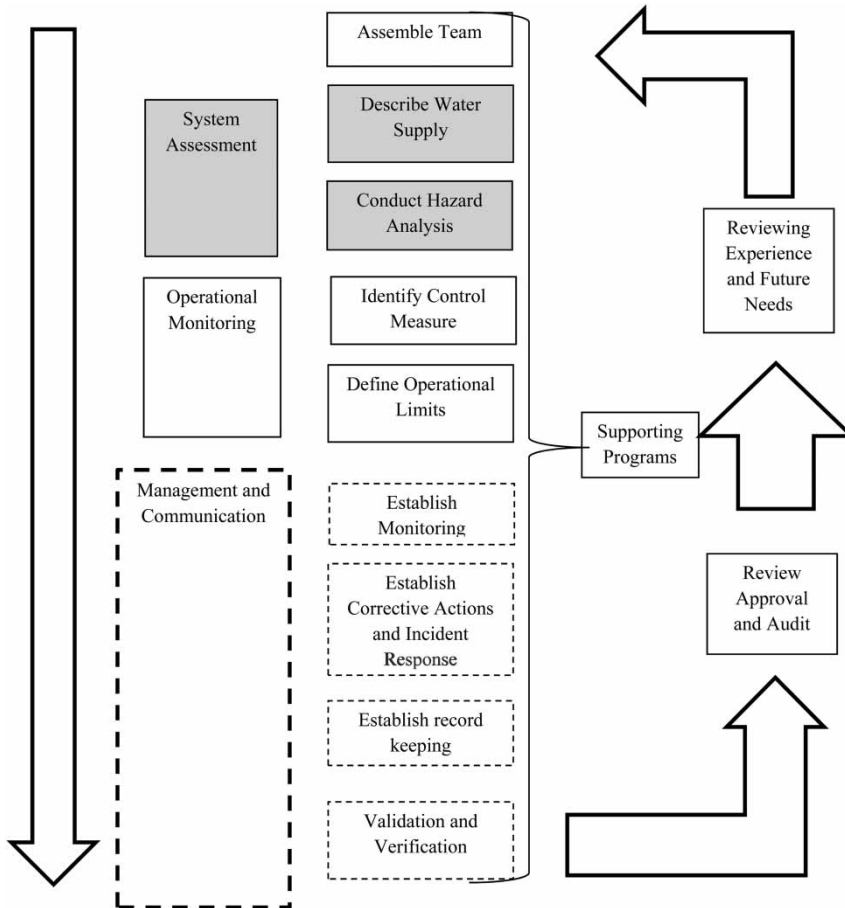 Assemble Team
System
Assessment
Describe Water
Supply
Conduct Hazard
Analysis
Operational
Monitoring
Identify Control
Measure
Define Operational
Limits
Management and
Communication
Establish
Monitoring
Establish
Corrective Actions
and Incident
Response
Establish record
keeping
Validation and
Verification
Supporting
Programs
Reviewing
Experience
and Future
Needs
Review
Approval
and Audit